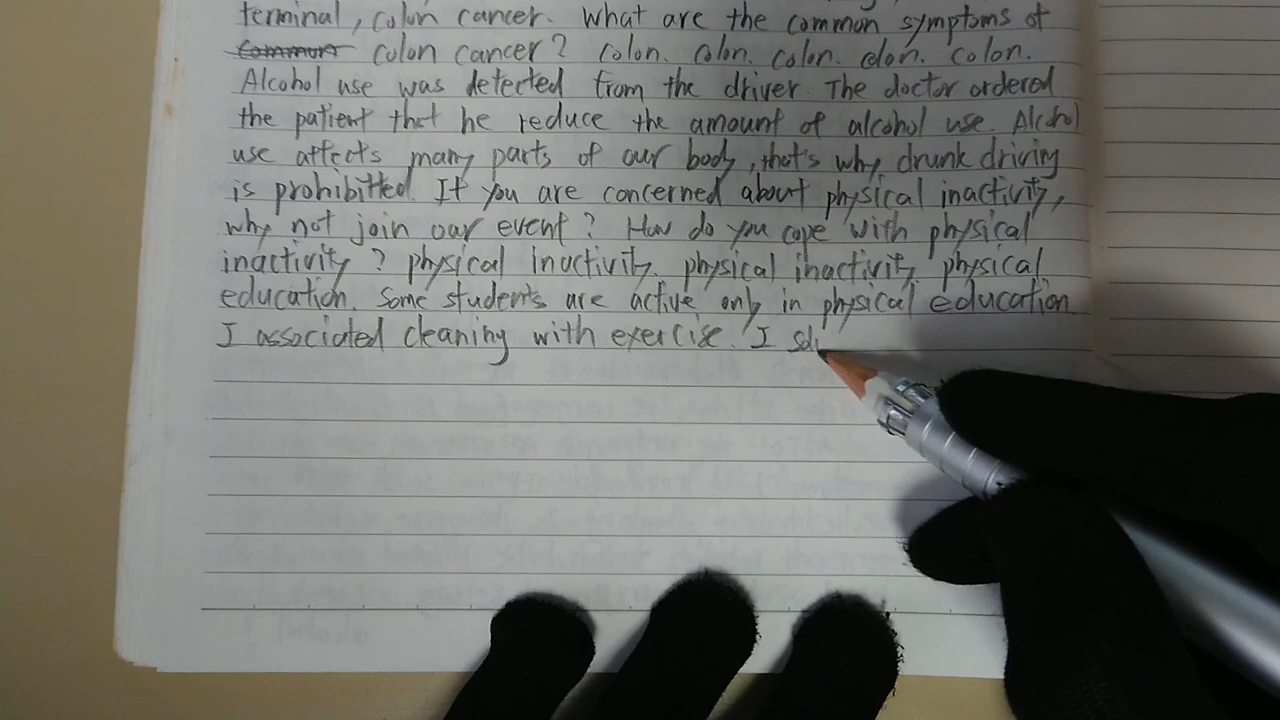 terminal, colon cancer. What are the common symptoms of
common colon cancer? colon. colon. colon. colon. colon.
Alcohol use was detected from the driver. The doctor ordered
the patient that he reduce the amount of alcohol use. Alcohol
use affects many parts of our body, that's why drunk driving
is prohibitted. If you are concerned about physical inactivity,
why not join our event? How do you cope with physical
inactivity? physical inactivity. physical inactivity physical
education. Some students are active only in physical education.
I associated cleaning with exercise. I